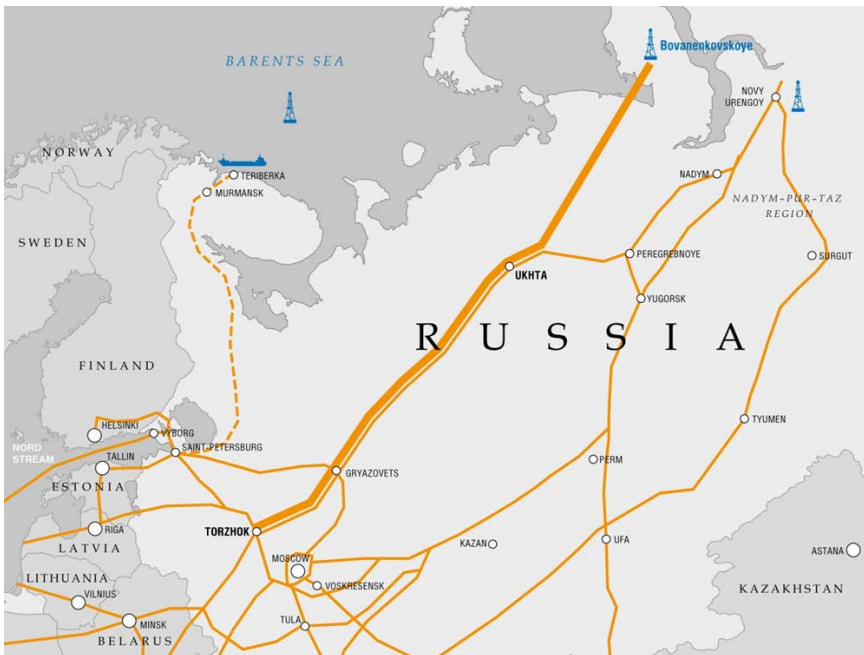 Bovanenkovskoye
BARENTS SEA
NOVY
URENGOY
NORWAY
TERIBERKA
NADYM
MURMANSK
NADYM-PUR-TAZ
REGION
SWEDEN
PEREGREBNOYE
SURGUT
UKHTA
YUGORSK
RUSSIA
FINLAND
HELSINKI
TYUMEN
VYBORG
NORD
STREAM
SAINT-PETERSBURG
TALLIN
PERM
GRYAZOVETS
ESTONIA
RIGA
TORZHOK
UFA
KAZAN
LATVIA
ASTANA
MOSCOW
LITHUANIA
VOSKRESENSK
KAZAKHSTAN
VILNIUS
TULA
MINSK
BELARUS